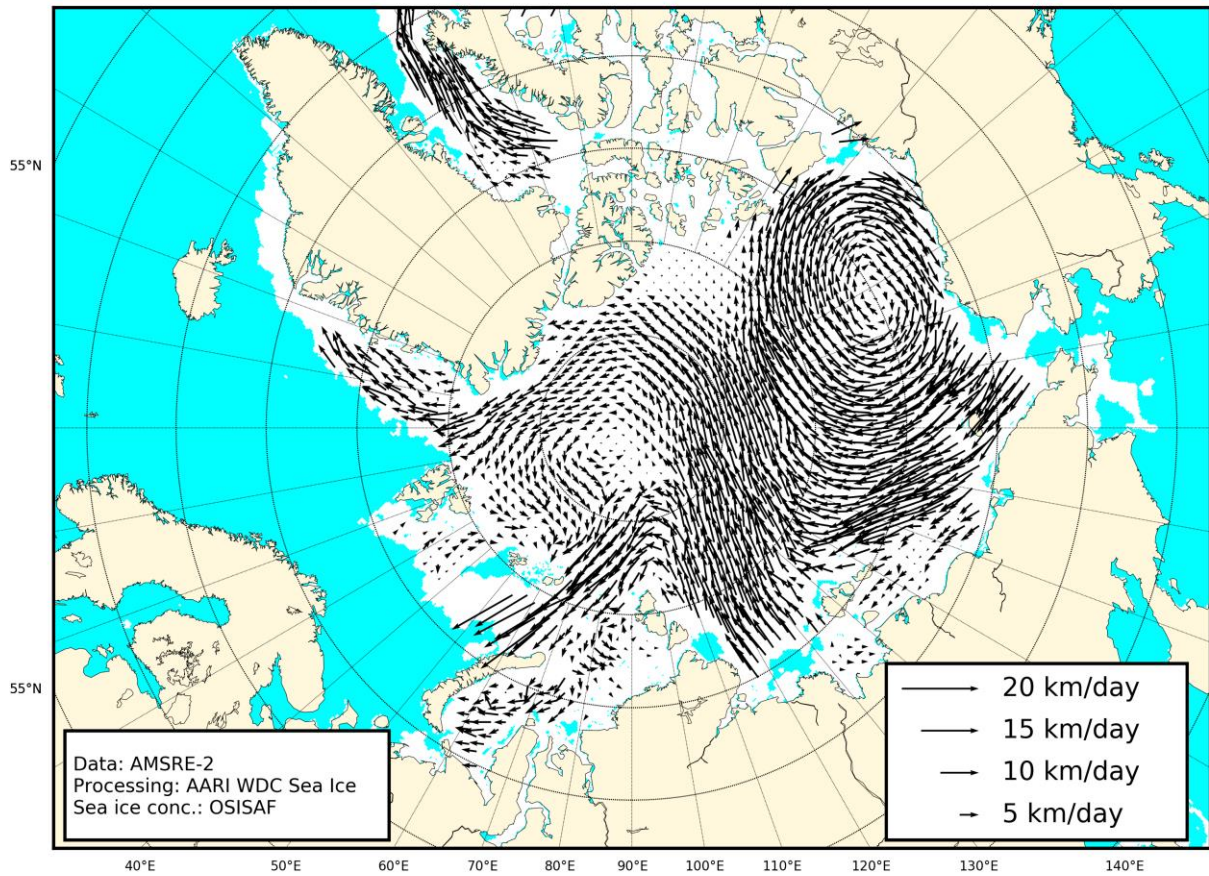 55°N
55°N
20 km/day
15 km/day
10 km/day
5 km/day
Data: AMSRE-2
Processing: AARI WDC Sea Ice
Sea ice conc.: OSISAF
40°E 50°E 60°E 70°E 80°E 90°E 100°E 110°E 120°E 130°E 140°E